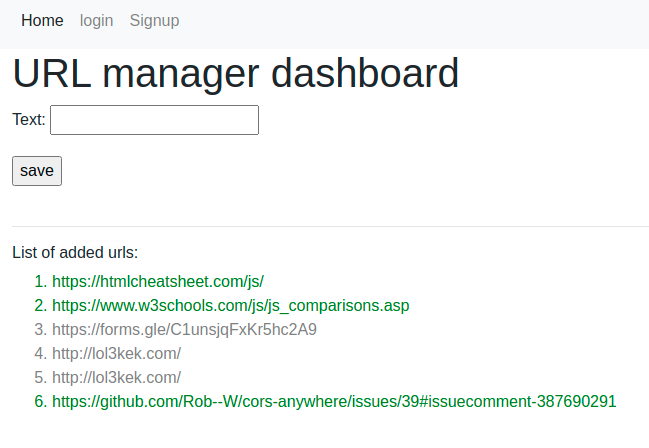 Home login Signup
URL manager dashboard
Text:
save
List of added urls:
1. https://htmlcheatsheet.com/js/
2. https://www.w3schools.com/js/js_comparisons.asp
3. https://forms.gle/C1unsjqFxKr5hc2A9
4. http://lol3kek.com/
5. http://lol3kek.com/
6. https://github.com/Rob--W/cors-anywhere/issues/39#issuecomment-387690291